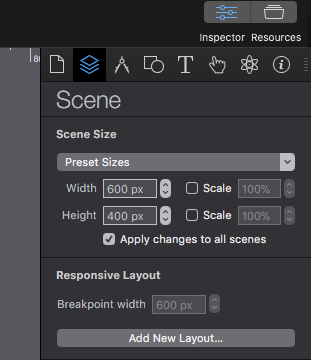 Inspector Resources
80
Scene
Scene Size
Preset Sizes
Width 600 px Scale 100%
Height 400 px Scale 100%
Apply changes to all scenes
Responsive Layout
Breakpoint width 600 px
Add New Layout...